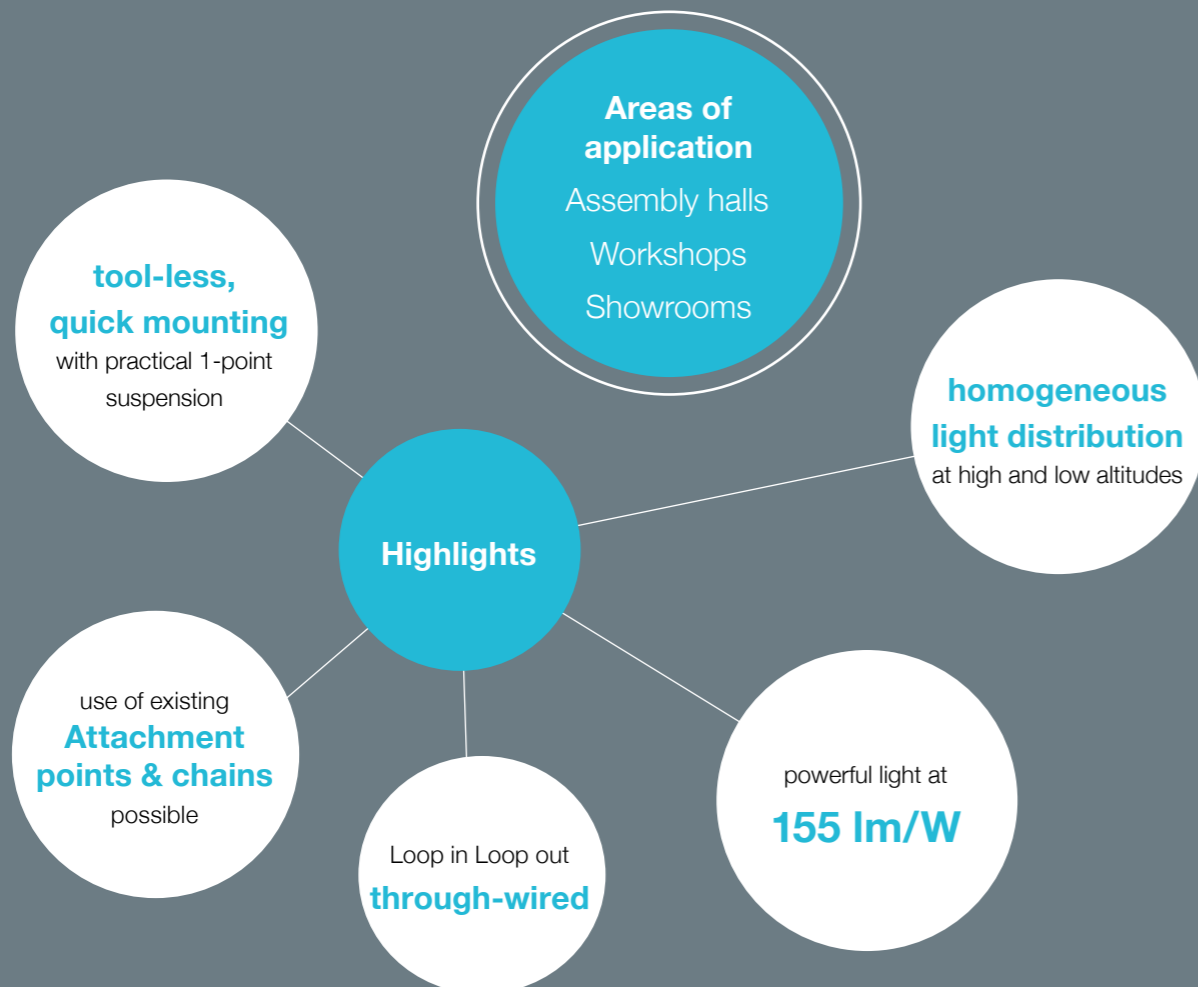 Areas of
application
Assembly halls
Workshops
Showrooms
tool-less,
quick mounting
with practical 1-point
suspension
homogeneous
light distribution
at high and low altitudes
Highlights
use of existing
Attachment
points & chains
possible
Loop in Loop out
through-wired
powerful light at
155 lm/W